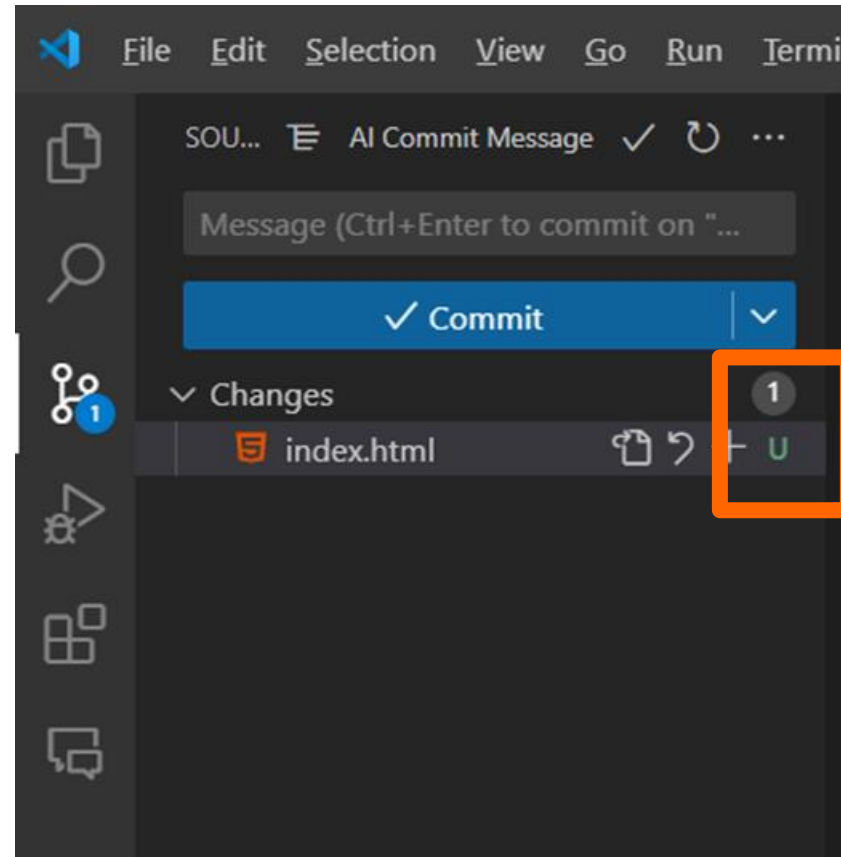 File Edit Selection View Go Run Termi
SOU... AI Commit Message ...
Message (Ctrl+Enter to commit on "...
Commit
1
Changes 1
index.html U